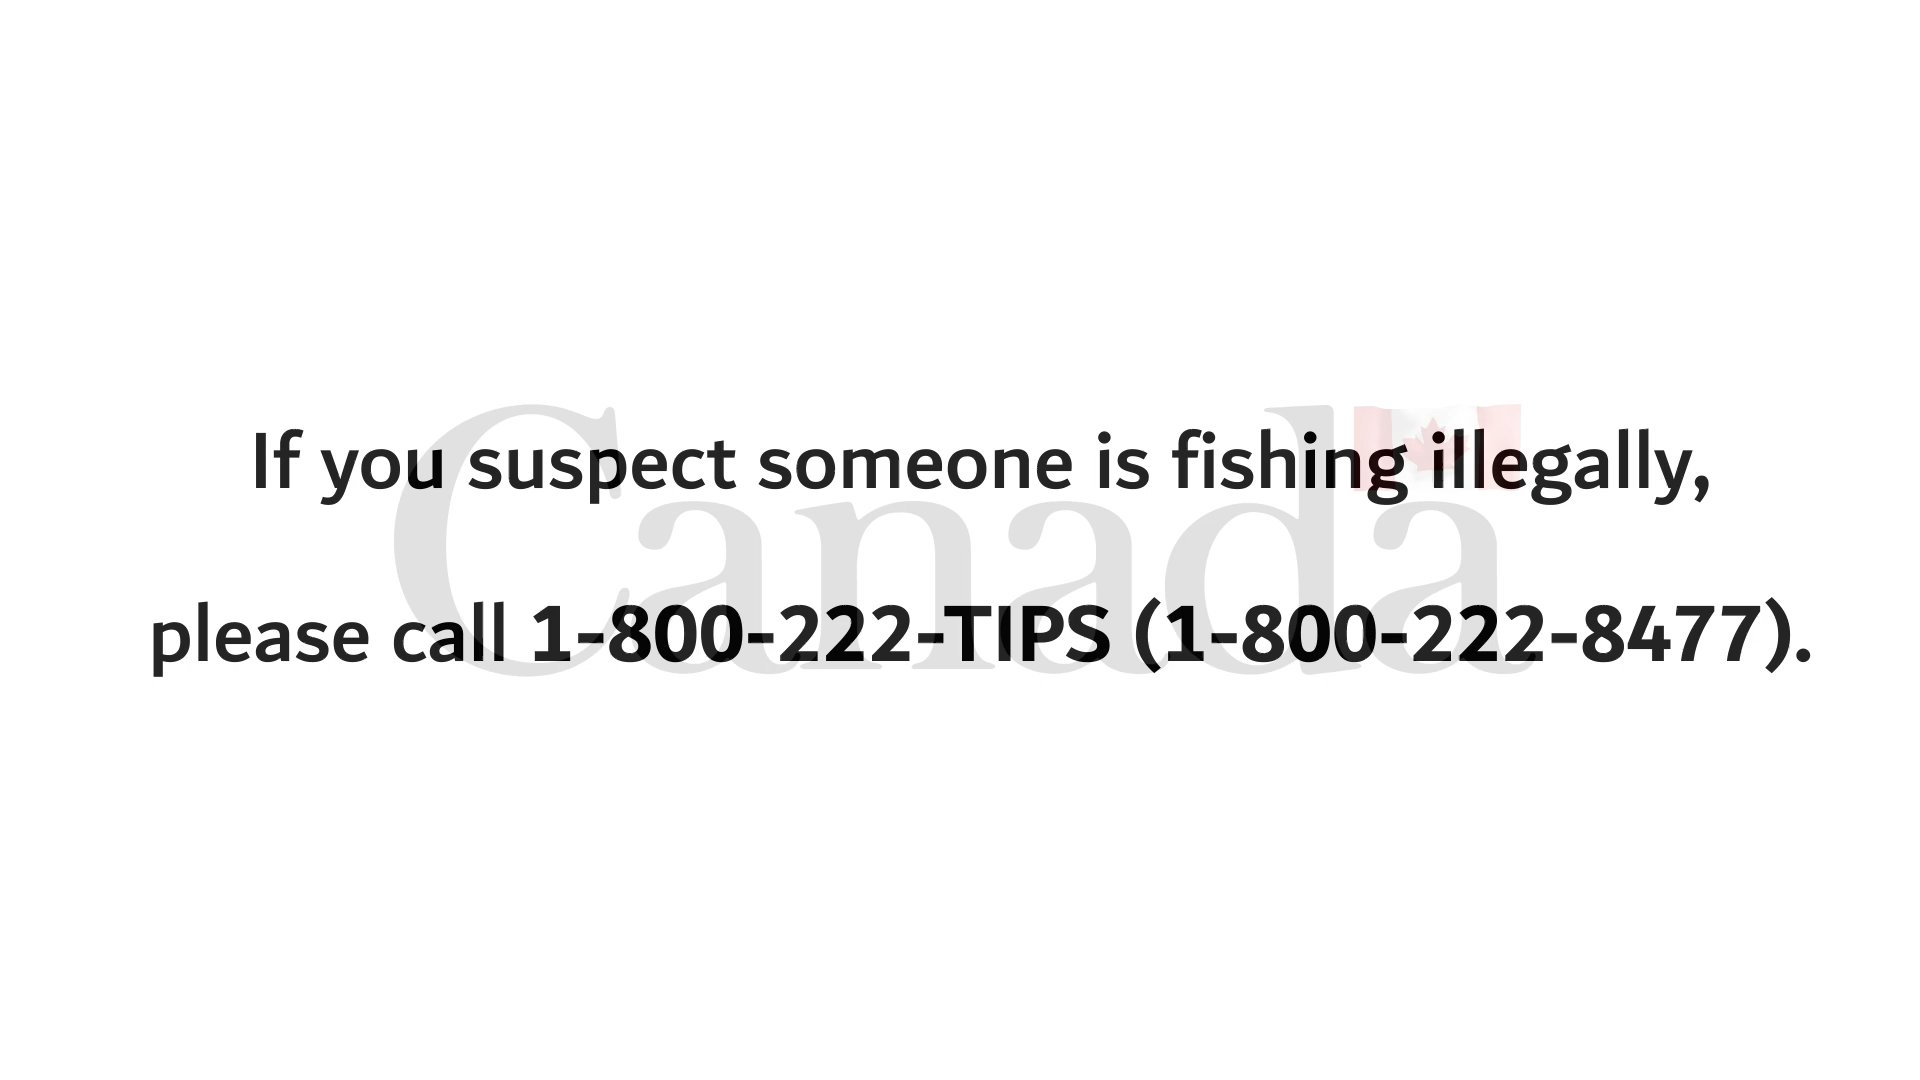 If you suspect someone is fishing illegally,
please call 1-800-222-TIPS (1-800-222-8477).
Canada